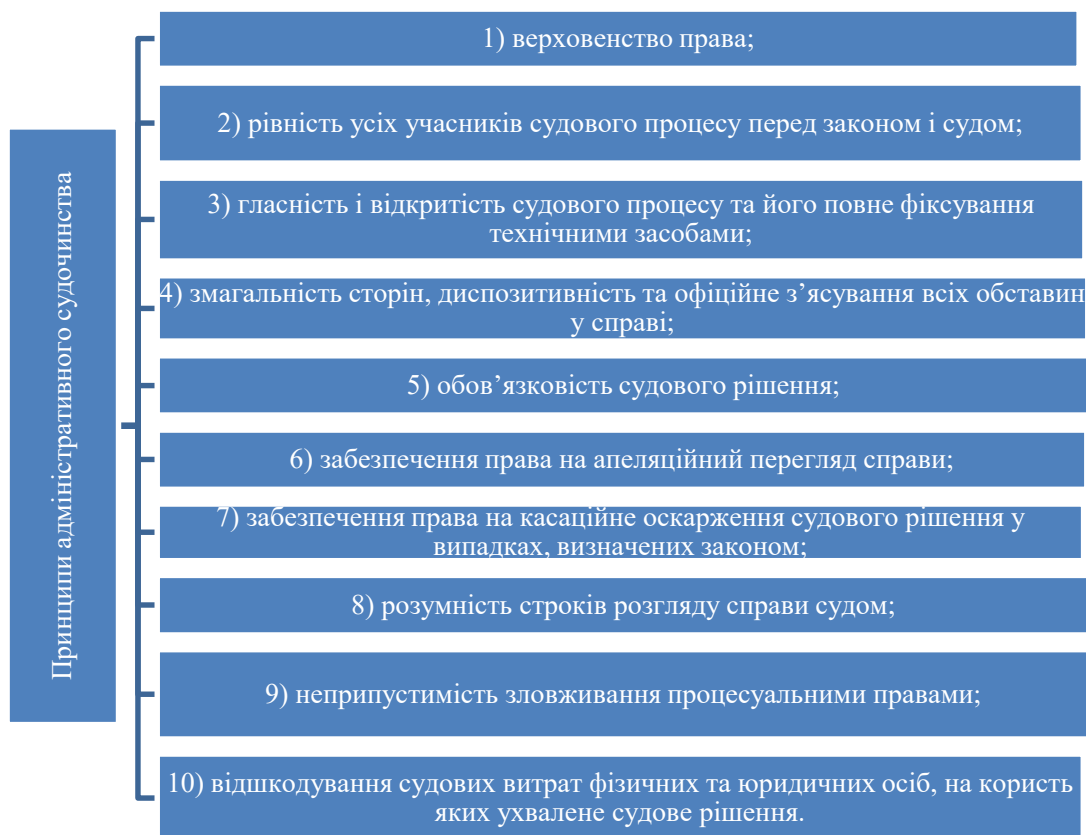 Принципи адміністративного судочинства
1) верховенство права;
2) рівність усіх учасників судового процесу перед законом і судом;
3) гласність і відкритість судового процесу та його повне фіксування
технічними засобами;
4) змагальність сторін, диспозитивність та офіційне з’ясування всіх обставин
у справі;
5) обов’язковість судового рішення;
6) забезпечення права на апеляційний перегляд справи;
7) забезпечення права на касаційне оскарження судового рішення у
випадках, визначених законом;
8) розумність строків розгляду справи судом;
9) неприпустимість зловживання процесуальними правами;
10) відшкодування судових витрат фізичних та юридичних осіб, на користь
яких ухвалене судове рішення.